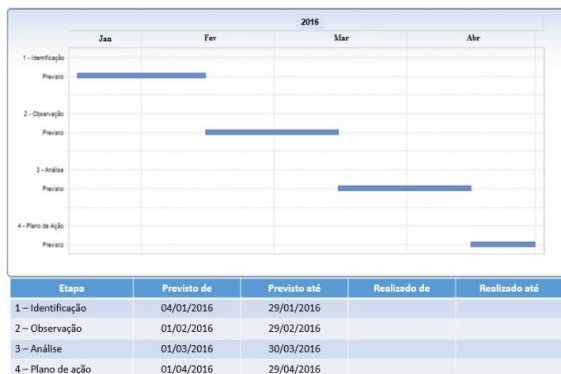 2016
Jan Fev Mar Abr
1 - Identificação
Previsto
2 - Observação
Previsto
3 - Análise
Previsto
4 - Plano de Ação
Previsto
Etapa Previsto de Previsto até Realizado de Realizado até
1 – Identificação 04/01/2016 29/01/2016
2 – Observação 01/02/2016 29/02/2016
3 – Análise 01/03/2016 30/03/2016
4 – Plano de ação 01/04/2016 29/04/2016